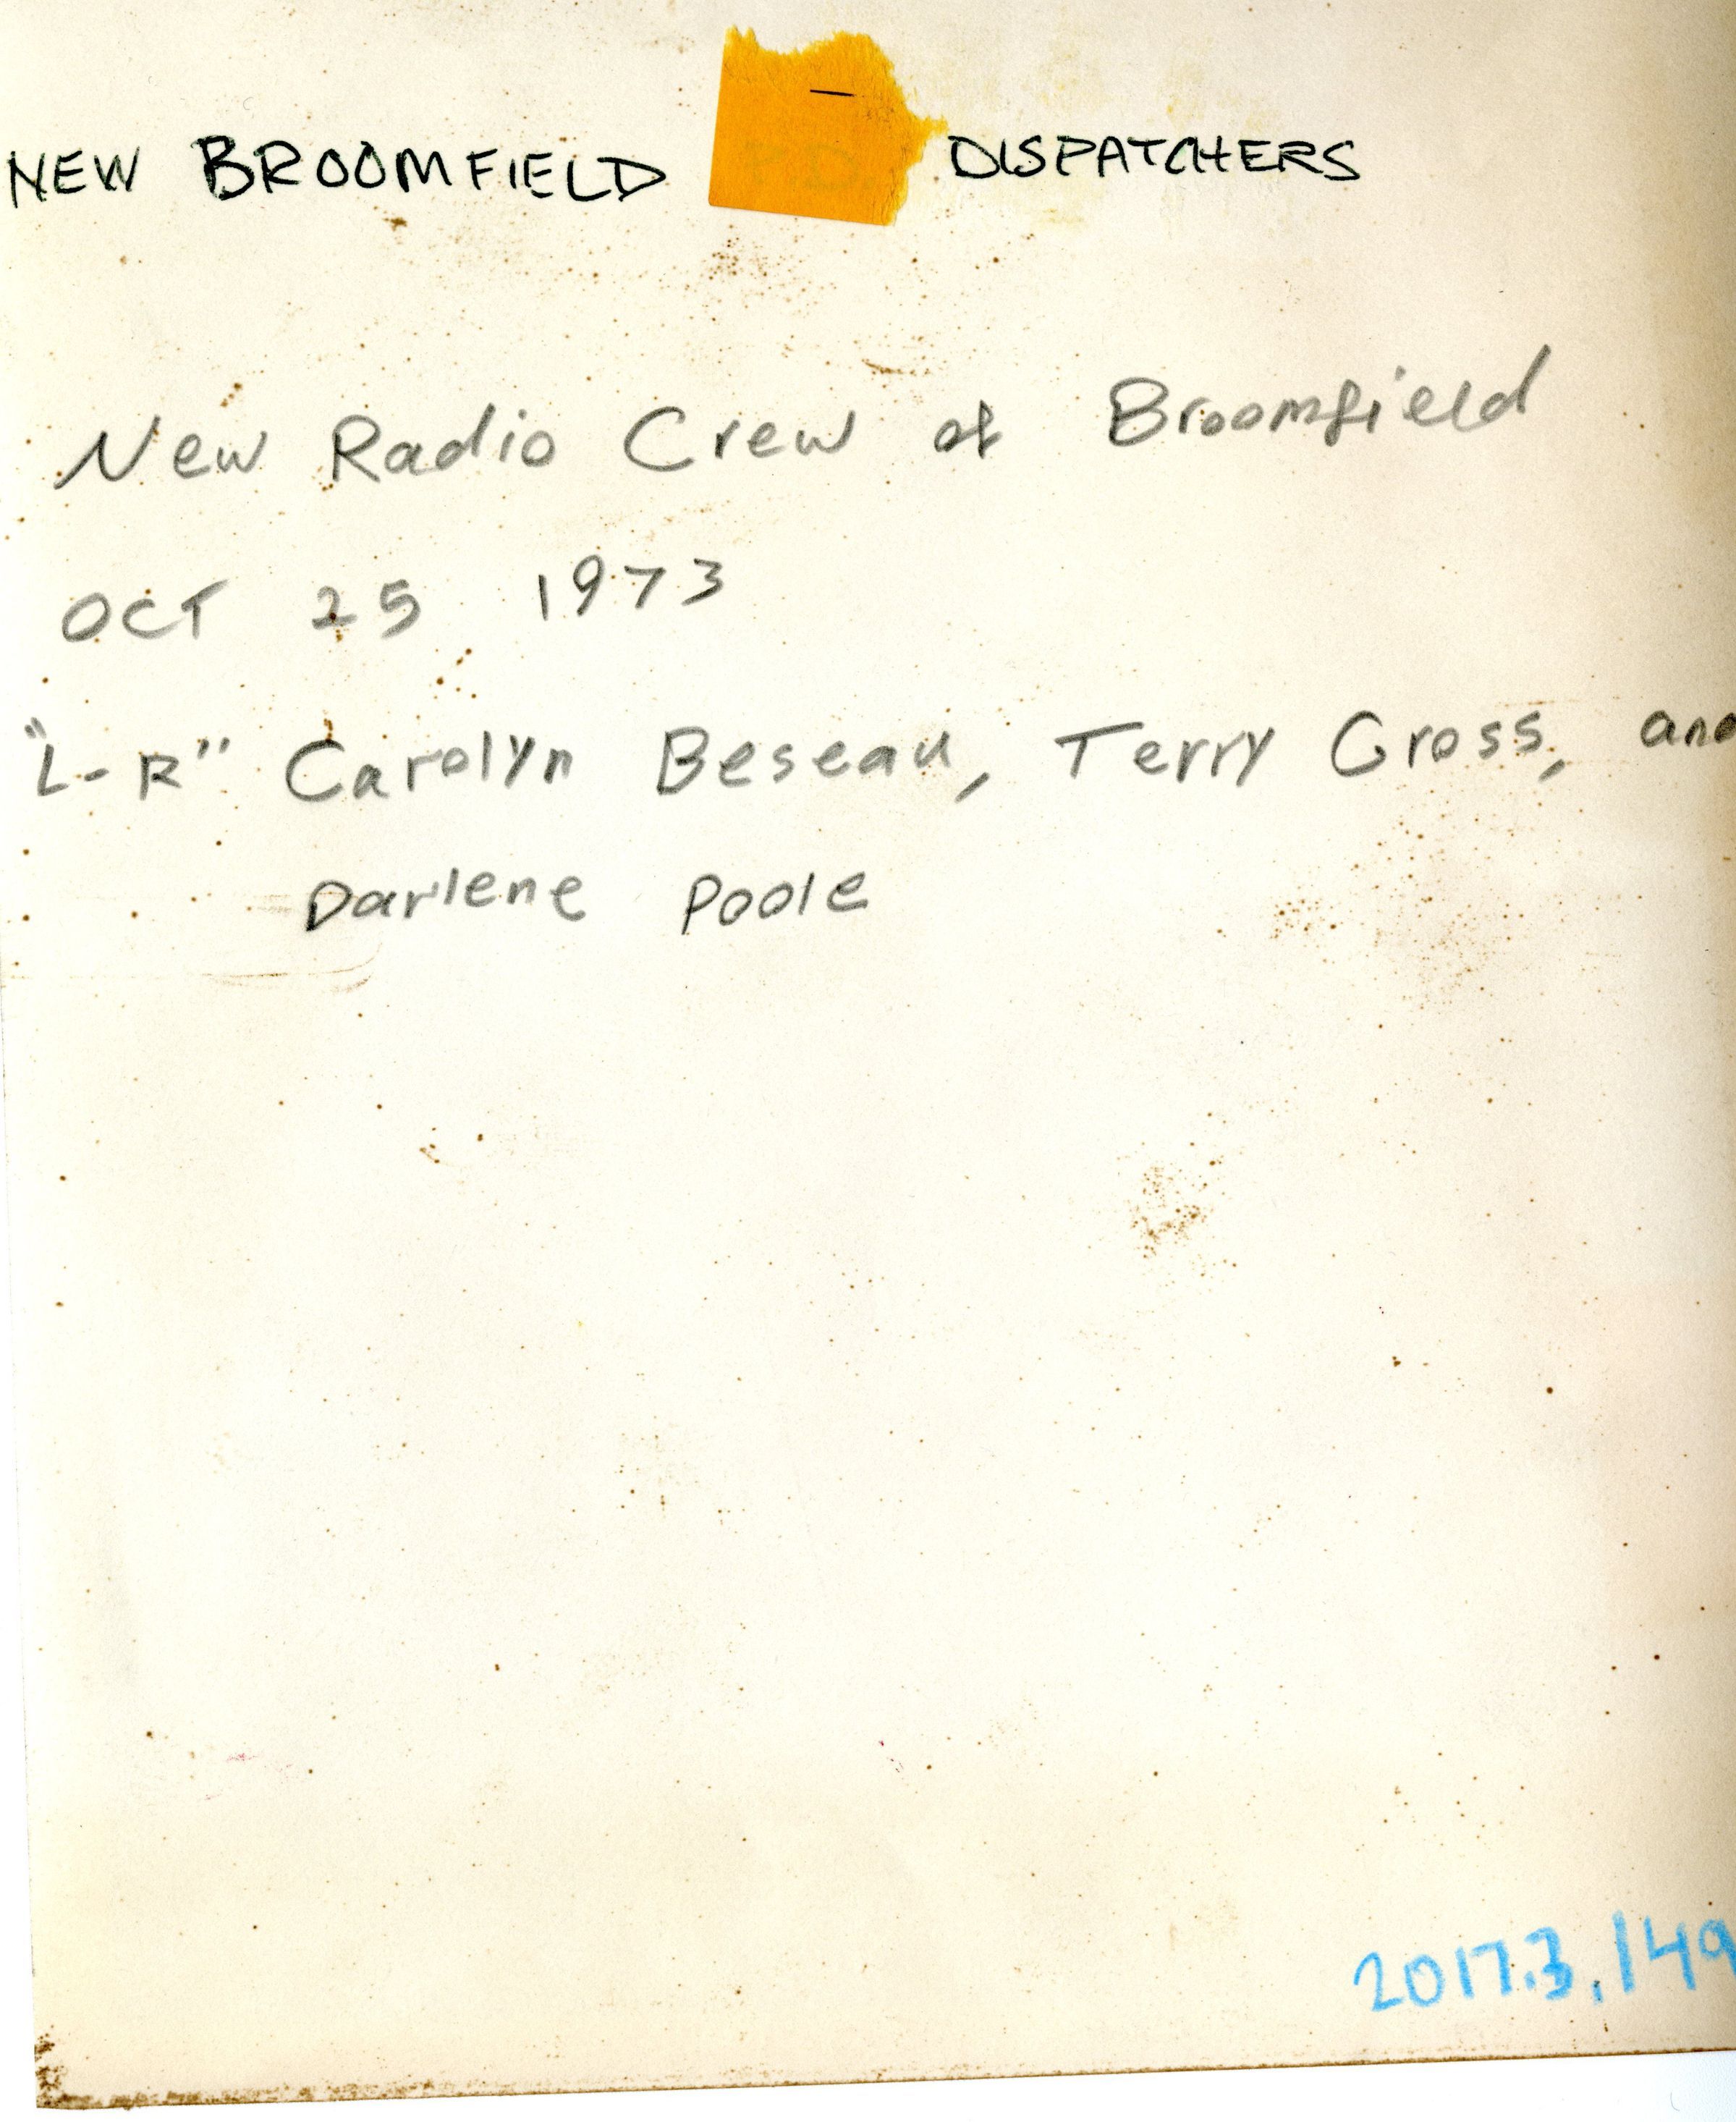 NEW BROOMFIELD P.D. DISPATCHERS
New Radio Crew of Broomfield
OCT 25 1973
"L-R" Carolyn Beseau, Terry Gross, and
Darlene Poole
2017.3.149